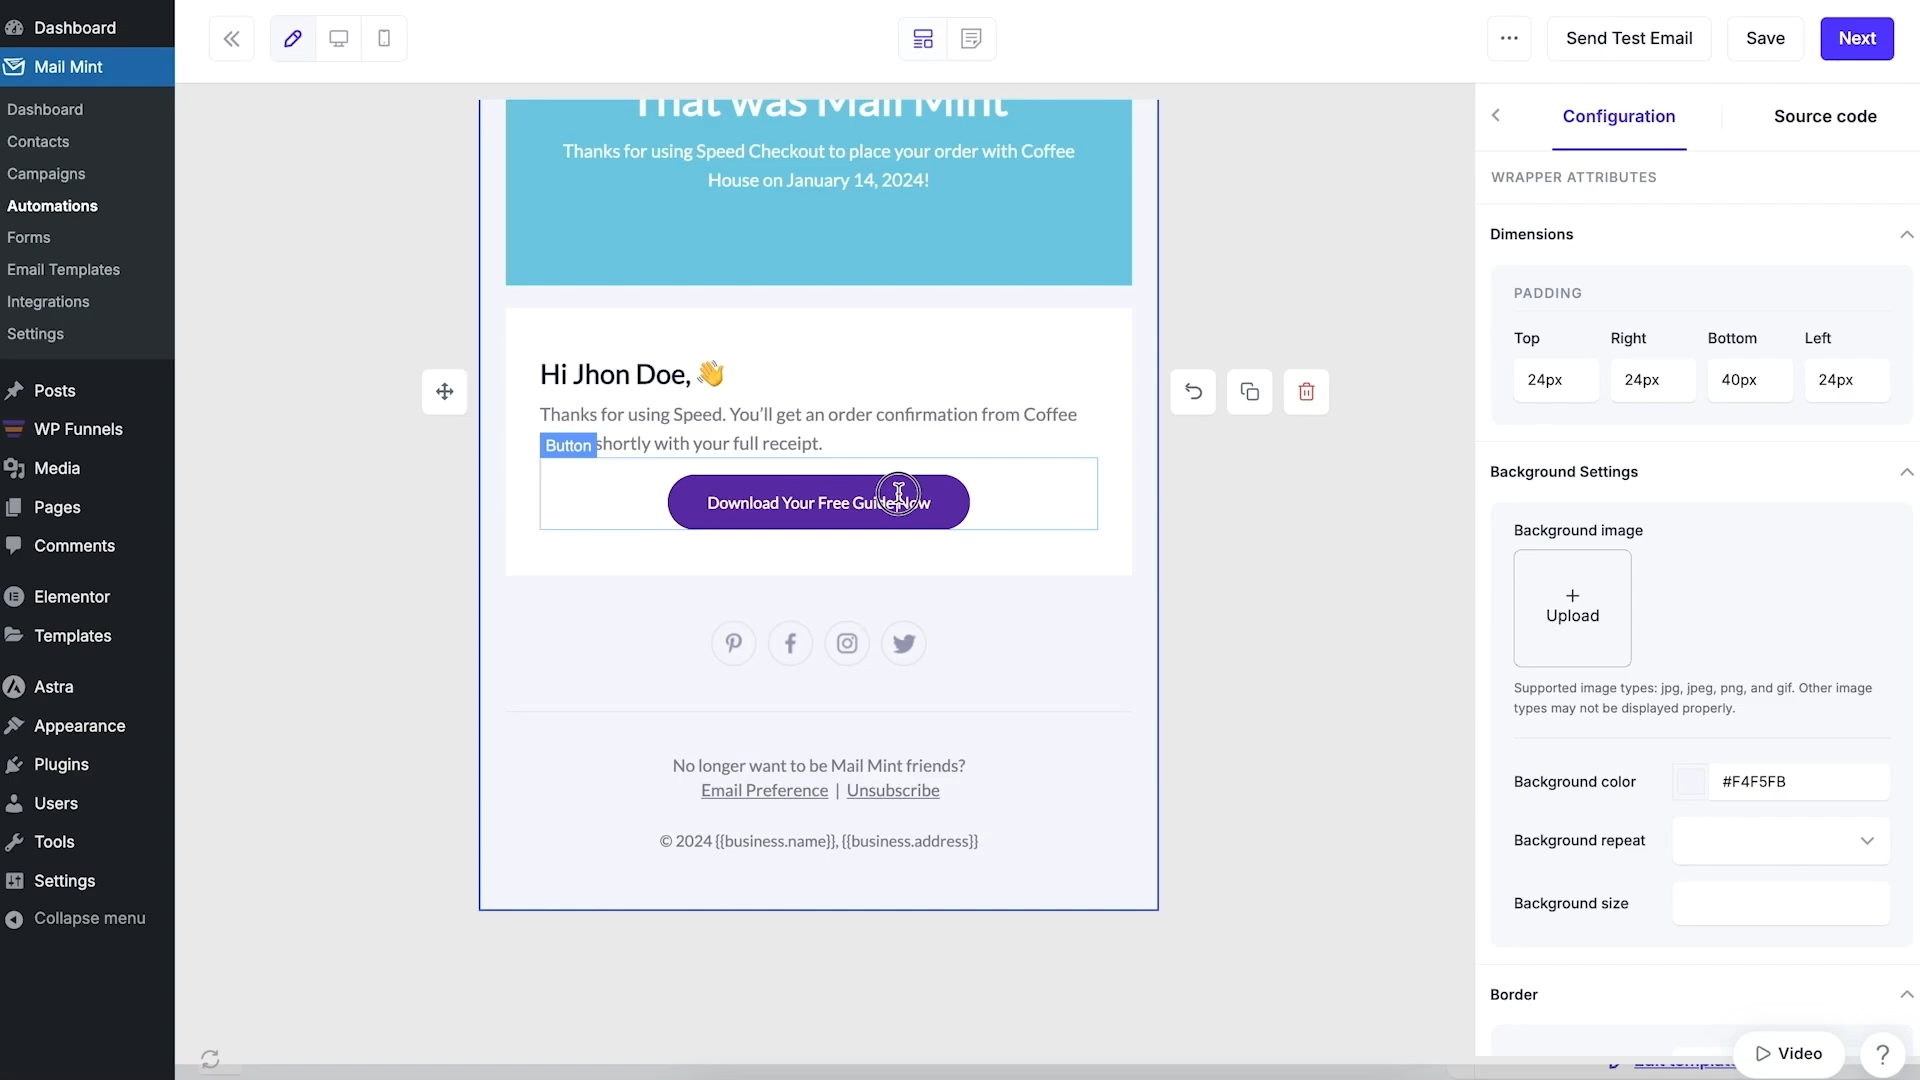 Dashboard
Mail Mint
Dashboard
Contacts
Campaigns
Automations
Forms
Email Templates
Integrations
Settings
Posts
WP Funnels
Media
Pages
Comments
Elementor
Templates
Astra
Appearance
Plugins
Users
Tools
Settings
Collapse menu
Send Test Email
Save
Next
That was Mail Mint
Thanks for using Speed Checkout to place your order with Coffee
House on January 14, 2024!
Hi Jhon Doe, 👋
Thanks for using Speed. You'll get an order confirmation from Coffee
Button shortly with your full receipt.
Download Your Free Guide Now
No longer want to be Mail Mint friends?
Email Preference | Unsubscribe
© 2024 {{business.name}}, {{business.address}}
Configuration
Source code
WRAPPER ATTRIBUTES
Dimensions
PADDING
Top Right Bottom Left
24px 24px 40px 24px
Background Settings
Background image
+
Upload
Supported image types: jpg, jpeg, png, and gif. Other image
types may not be displayed properly.
Background color #F4F5FB
Background repeat
Background size
Border
Video
?